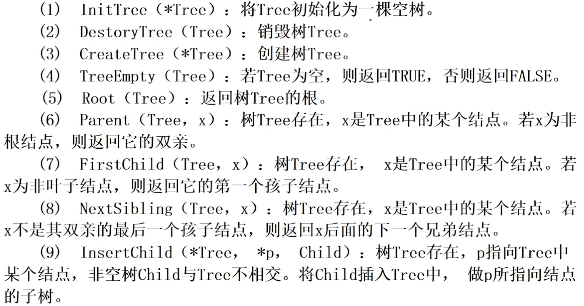 (1) InitTree（*Tree）：将Tree初始化为一棵空树。
(2) DestoryTree（Tree）：销毁树Tree。
(3) CreateTree（*Tree）：创建树Tree。
(4) TreeEmpty（Tree）：若Tree为空，则返回TRUE，否则返回FALSE。
(5) Root（Tree）：返回树Tree的根。
(6) Parent（Tree，x）：树Tree存在，x是Tree中的某个结点。若x为非
根结点，则返回它的双亲。
(7) FirstChild（Tree，x）：树Tree存在， x是Tree中的某个结点。若
x为非叶子结点，则返回它的第一个孩子结点。
(8) NextSibling（Tree，x）：树Tree存在，x是Tree中的某个结点。若
x不是其双亲的最后一个孩子结点，则返回x后面的下一个兄弟结点。
(9) InsertChild（*Tree， *p， Child）：树Tree存在，p指向Tree中
某个结点，非空树Child与Tree不相交。将Child插入Tree中， 做p所指向结点
的子树。